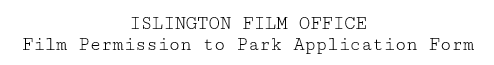 ISLINGTON FILM OFFICE
Film Permission to Park Application Form